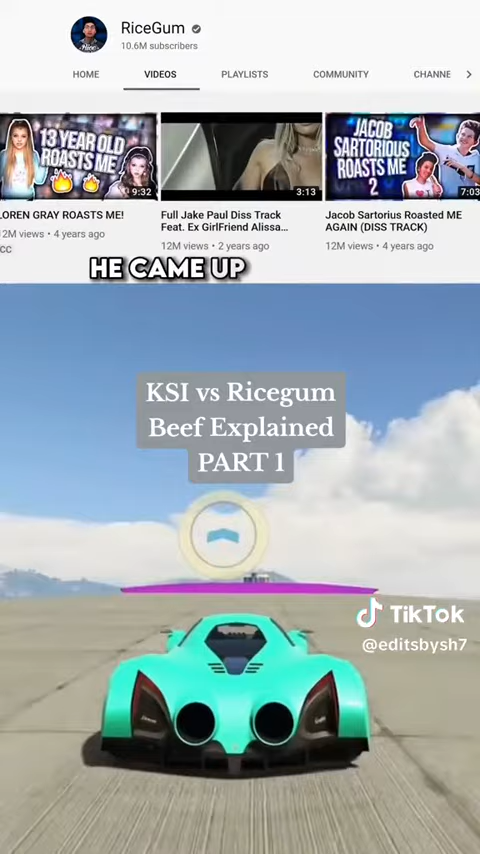 RiceGum
10.6M subscribers
HOME VIDEOS PLAYLISTS COMMUNITY CHANNE
13 YEAR OLD
ROASTS ME
9:32
3:13
JACOB
SARTORIOUS
ROASTS ME
2
7:03
LOREN GRAY ROASTS ME!
12M views • 4 years ago
CC
Full Jake Paul Diss Track
Feat. Ex GirlFriend Alissa...
12M views • 2 years ago
Jacob Sartorius Roasted ME
AGAIN (DISS TRACK)
12M views • 4 years ago
HE CAME UP
KSI vs Ricegum
Beef Explained
PART 1
TikTok
@editsbysh7